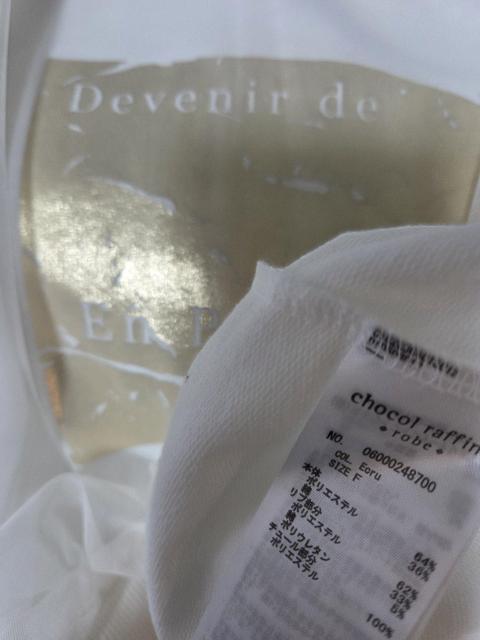 Devenir de
En
chocol raffin
robe
NO. 06000248700
COL Ecru
SIZE F
本体
ポリエステル 64%
綿 36%
リブ部分
ポリエステル 62%
綿 33%
ポリウレタン 5%
チュール部分
ポリエステル 100%